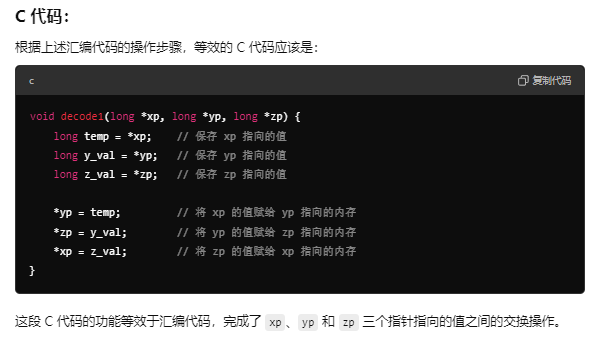 C 代码：
根据上述汇编代码的操作步骤，等效的 C 代码应该是：
c 复制代码
void decode1(long *xp, long *yp, long *zp) {
    long temp = *xp;    // 保存 xp 指向的值
    long y_val = *yp;   // 保存 yp 指向的值
    long z_val = *zp;   // 保存 zp 指向的值

    *yp = temp;         // 将 xp 的值赋给 yp 指向的内存
    *zp = y_val;        // 将 yp 的值赋给 zp 指向的内存
    *xp = z_val;        // 将 zp 的值赋给 xp 指向的内存
}
这段 C 代码的功能等效于汇编代码，完成了 xp、yp 和 zp 三个指针指向的值之间的交换操作。